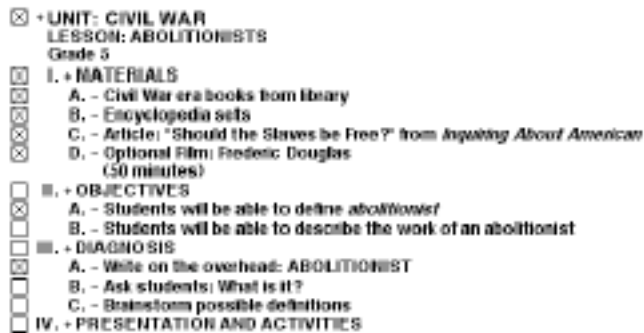 + UNIT: CIVIL WAR
LESSON: ABOLITIONISTS
Grade 5
I. + MATERIALS
A. - Civil War era books from library
B. - Encyclopedia sets
C. - Article: "Should the Slaves be Free?" from Inquiring About American
D. - Optional Film: Frederic Douglas
(50 minutes)
II. + OBJECTIVES
A. - Students will be able to define abolitionist
B. - Students will be able to describe the work of an abolitionist
III. + DIAGNOSIS
A. - Write on the overhead: ABOLITIONIST
B. - Ask students: What is it?
C. - Brainstorm possible definitions
IV. + PRESENTATION AND ACTIVITIES